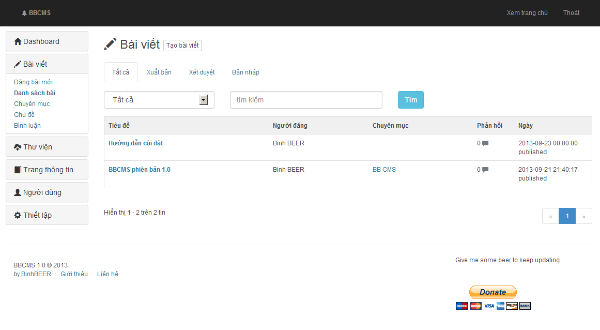 BBCMS
Xem trang chủ
Thoát
Dashboard
Bài viết
Đăng bài mới
Danh sách bài
Chuyên mục
Chủ đề
Bình luận
Thư viện
Trang thông tin
Người dùng
Thiết lập
Bài viết
Tạo bài viết
Tất cả
Xuất bản
Xét duyệt
Bản nháp
Tất cả
tìm kiếm
Tìm
Tiêu đề
Người đăng
Chuyên mục
Phản hồi
Ngày
Hướng dẫn cài đặt
Bình BEER
0
2013-09-23 00:00:00
published
BBCMS phiên bản 1.0
Bình BEER
BB CMS
0
2013-09-21 21:40:17
published
Hiển thị 1 - 2 trên 2 tin
« 1 »
BBCMS 1.0 © 2013
by BinhBEER · Giới thiệu · Liên hệ
Give me some beer to keep updating
Donate
VISA